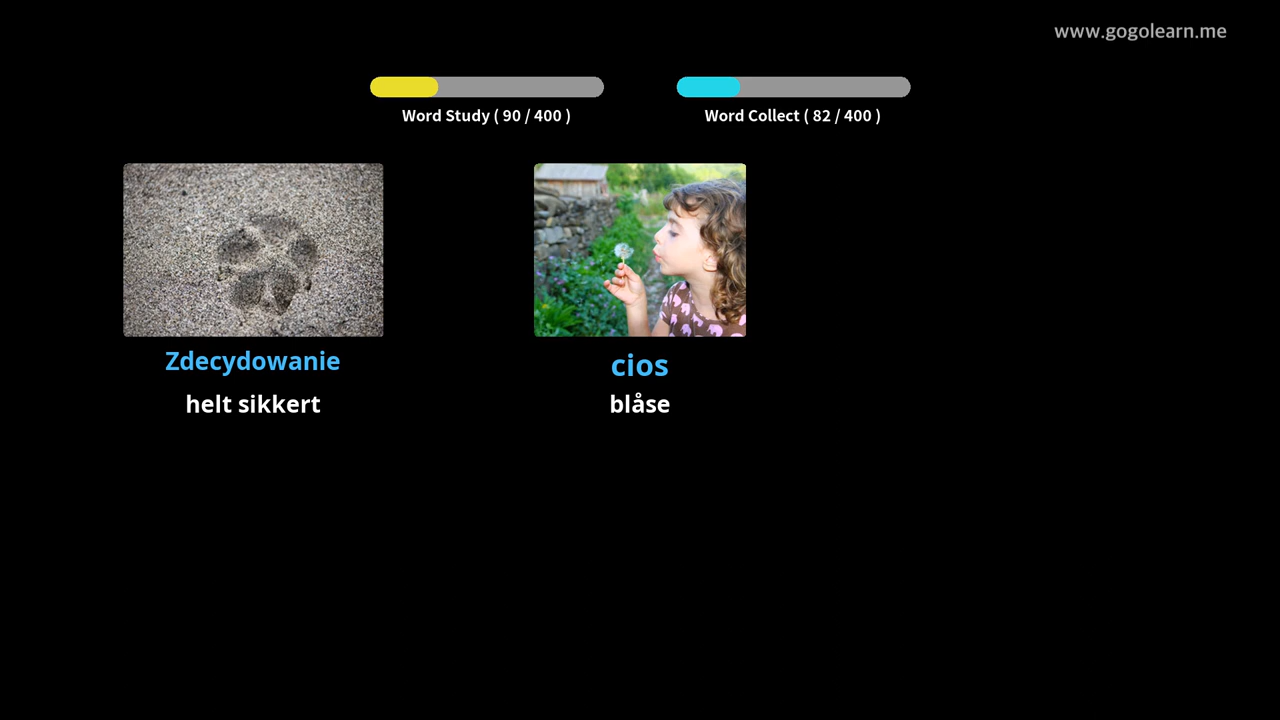 www.gogolearn.me
Word Study ( 90 / 400 )
Word Collect ( 82 / 400 )
Zdecydowanie
helt sikkert
cios
blåse